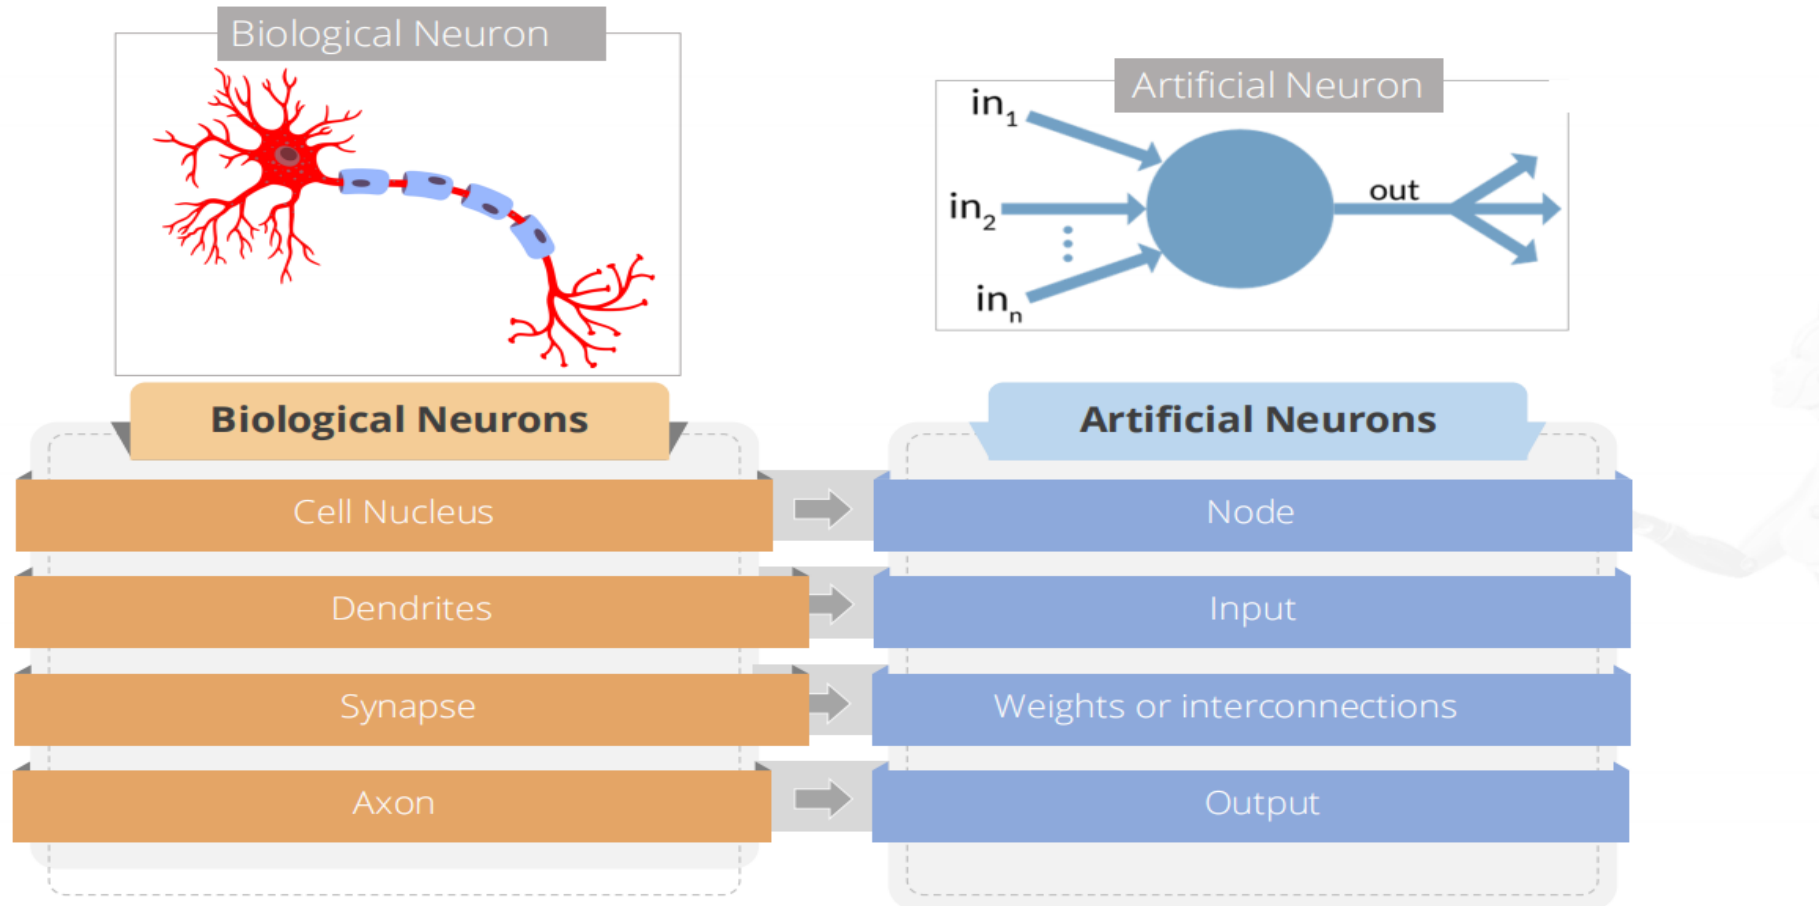 Biological Neuron
Artificial Neuron
in1
in2
inn
out
Biological Neurons
Artificial Neurons
Cell Nucleus
Node
Dendrites
Input
Synapse
Weights or interconnections
Axon
Output